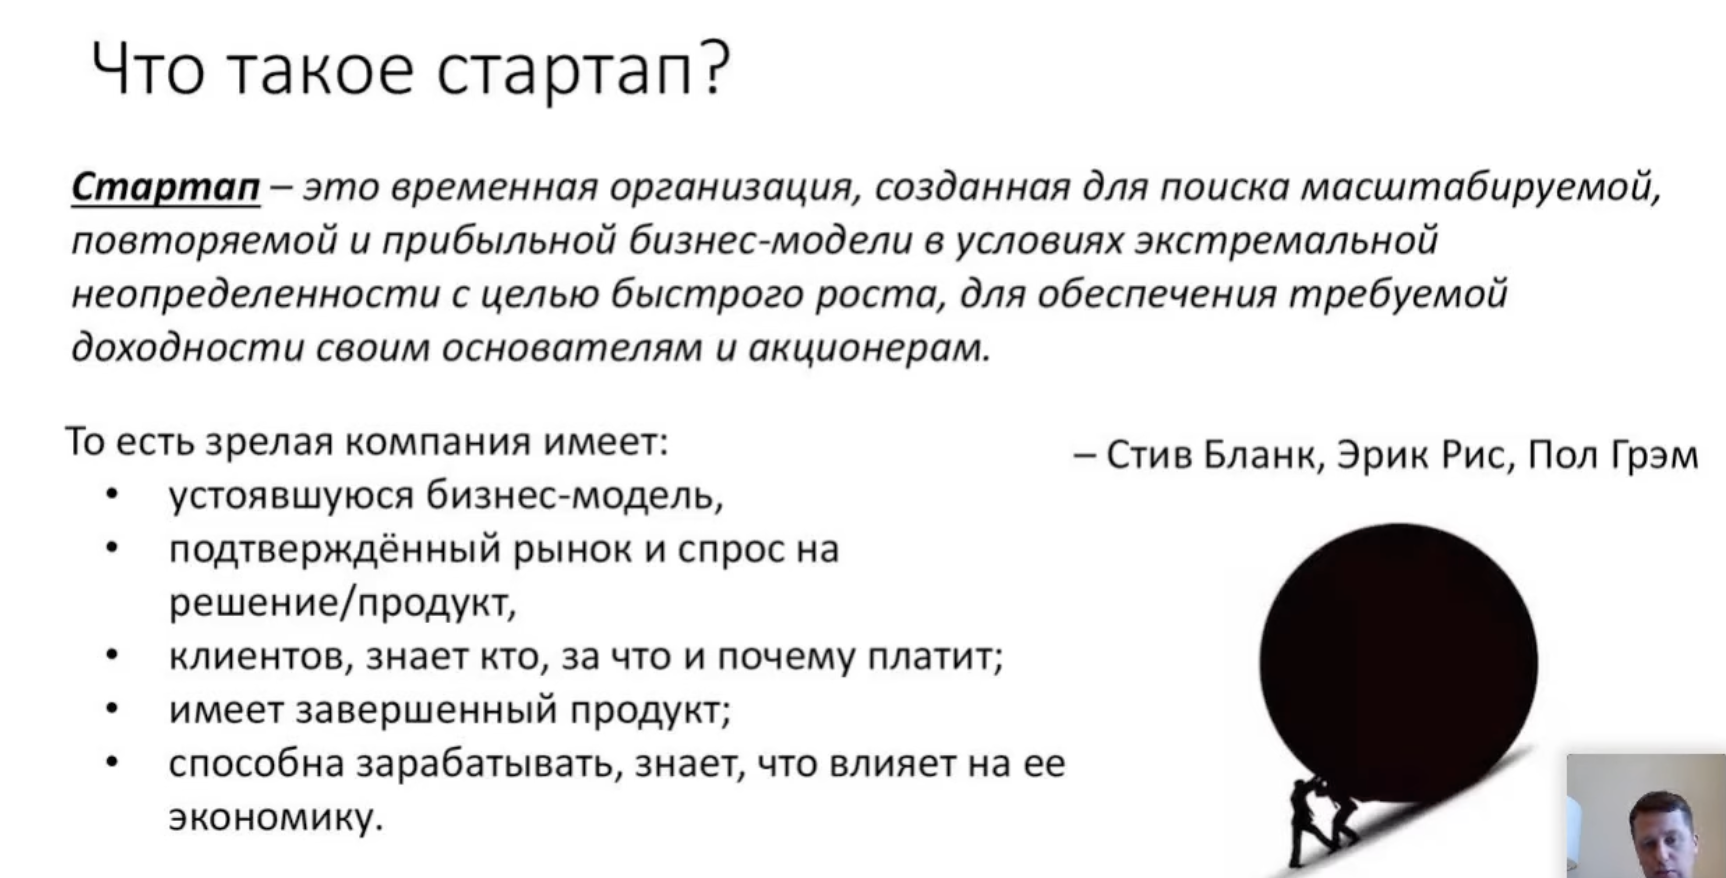 Что такое стартап?
Стартап – это временная организация, созданная для поиска масштабируемой,
повторяемой и прибыльной бизнес-модели в условиях экстремальной
неопределенности с целью быстрого роста, для обеспечения требуемой
доходности своим основателям и акционерам.
То есть зрелая компания имеет:
• устоявшуюся бизнес-модель,
• подтверждённый рынок и спрос на
решение/продукт,
• клиентов, знает кто, за что и почему платит;
• имеет завершенный продукт;
• способна зарабатывать, знает, что влияет на ее
экономику.
– Стив Бланк, Эрик Рис, Пол Грэм